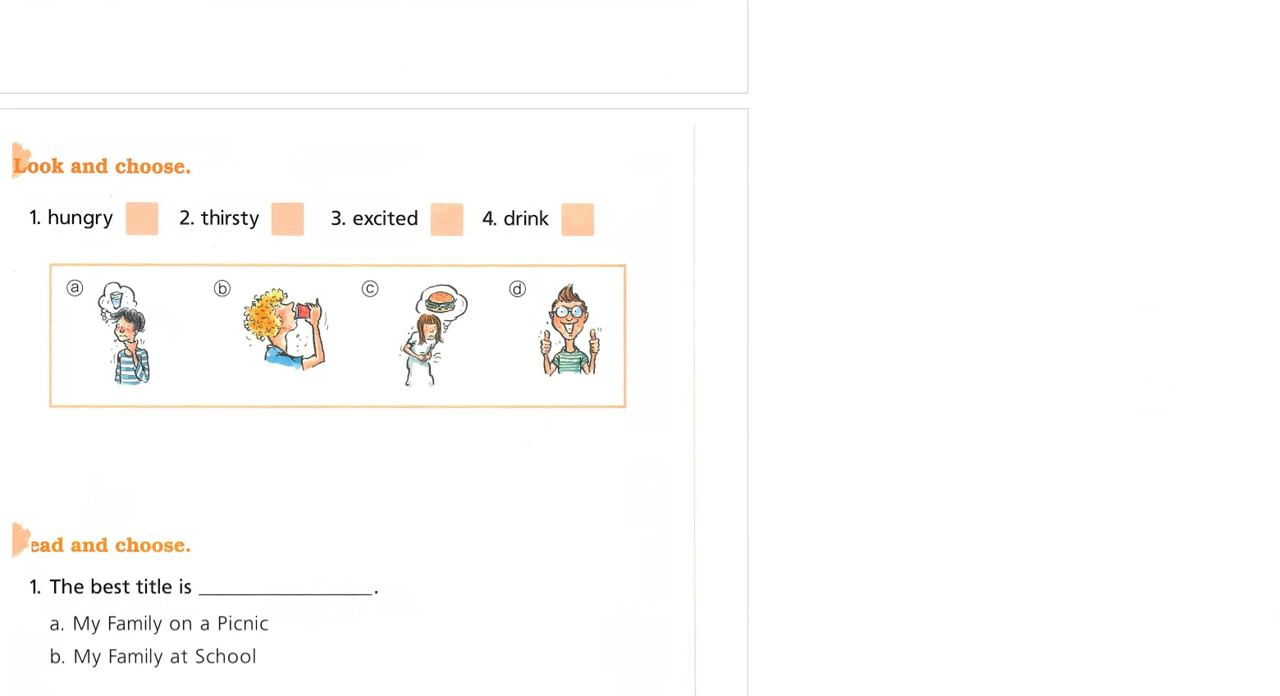 Look and choose.
1. hungry 2. thirsty 3. excited 4. drink
ⓐ ⓑ ⓒ ⓓ
ead and choose.
1. The best title is ________________.
a. My Family on a Picnic
b. My Family at School